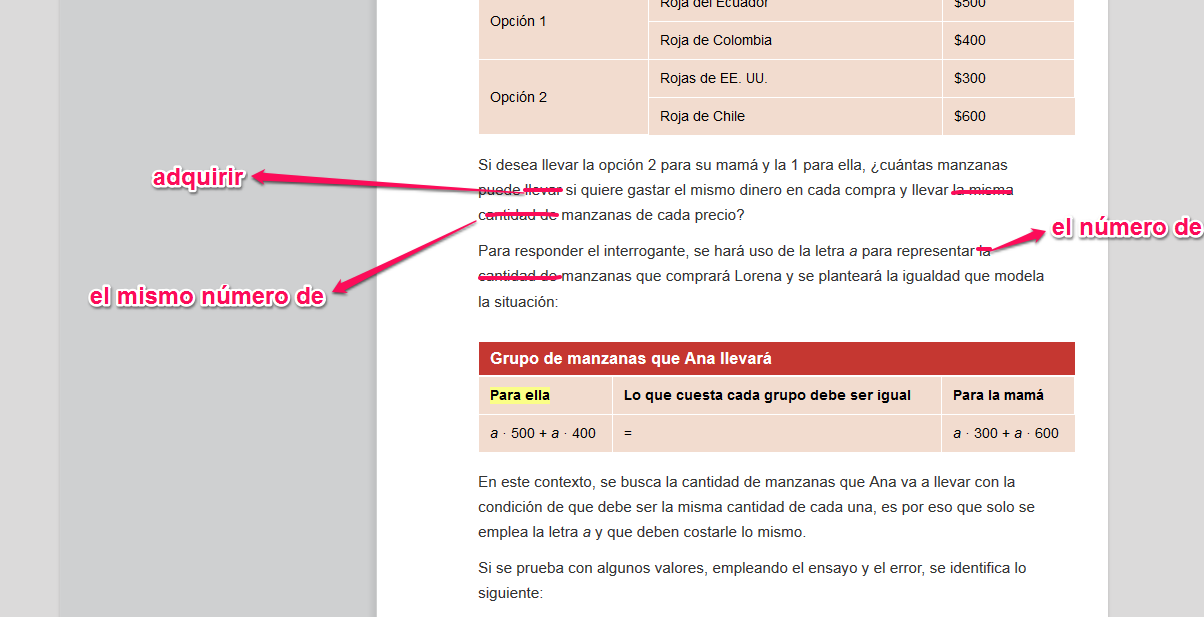 Roja del Ecuador $500
Opción 1
Roja de Colombia $400
Rojas de EE. UU. $300
Opción 2
Roja de Chile $600
Si desea llevar la opción 2 para su mamá y la 1 para ella, ¿cuántas manzanas
adquirir
puede llevar si quiere gastar el mismo dinero en cada compra y llevar la misma
cantidad de manzanas de cada precio?
el número de
Para responder el interrogante, se hará uso de la letra a para representar la
cantidad de manzanas que comprará Lorena y se planteará la igualdad que modela
el mismo número de
la situación:
Grupo de manzanas que Ana llevará
Para ella Lo que cuesta cada grupo debe ser igual Para la mamá
a · 500 + a · 400 = a · 300 + a · 600
En este contexto, se busca la cantidad de manzanas que Ana va a llevar con la
condición de que debe ser la misma cantidad de cada una, es por eso que solo se
emplea la letra a y que deben costarle lo mismo.
Si se prueba con algunos valores, empleando el ensayo y el error, se identifica lo
siguiente: